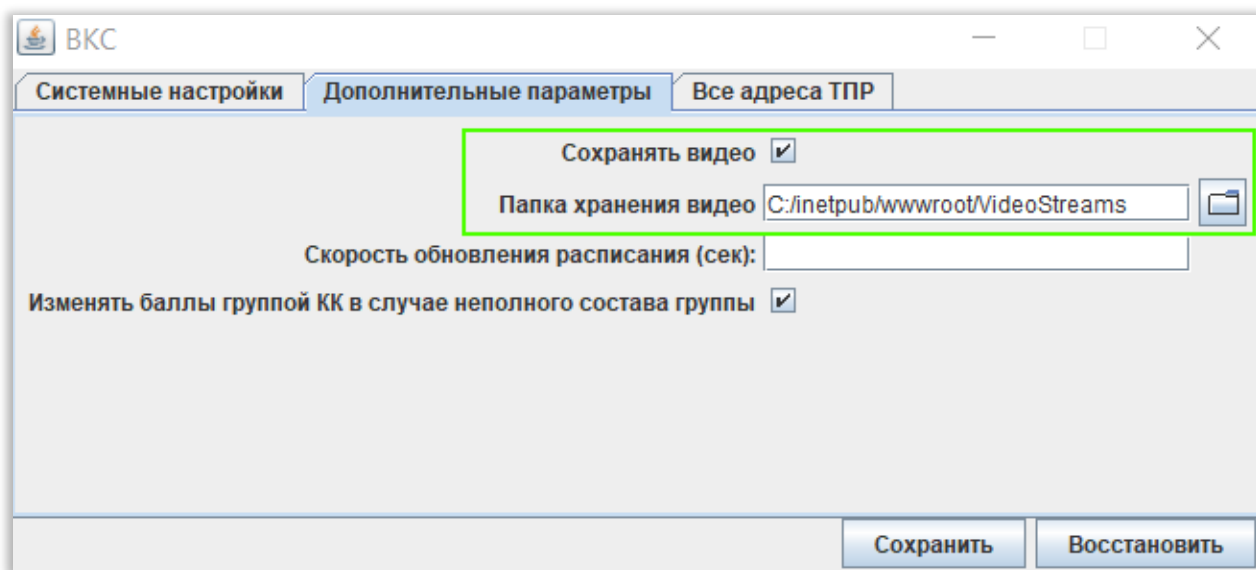 ВКС
Системные настройки Дополнительные параметры Все адреса ТПР
Сохранять видео
Папка хранения видео C:/inetpub/wwwroot/VideoStreams
Скорость обновления расписания (сек):
Изменять баллы группой КК в случае неполного состава группы
Сохранить Восстановить